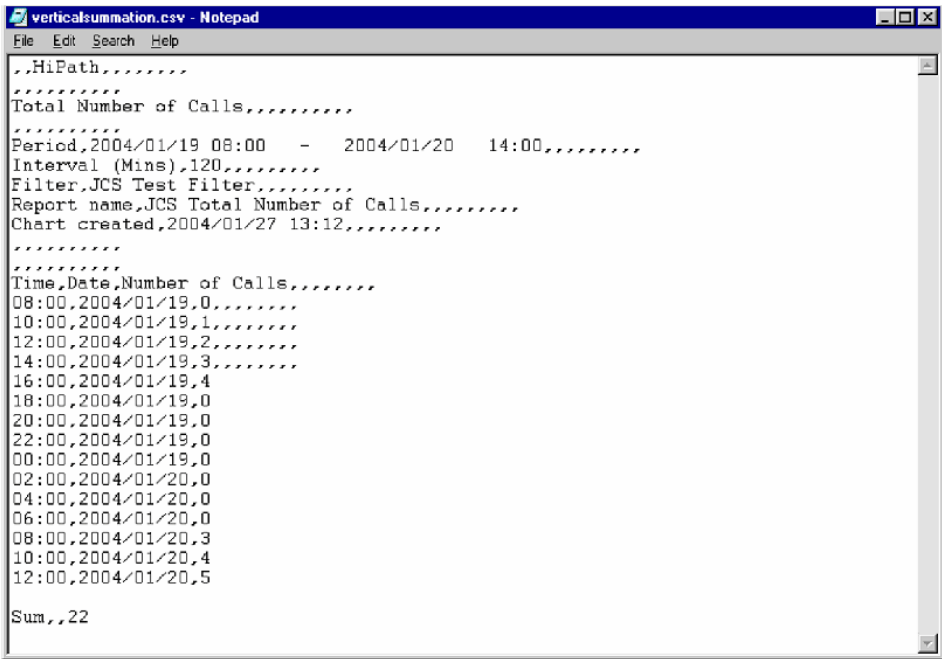 verticalsummation.csv - Notepad
File Edit Search Help
,,HiPath,,,,,,,,
,,,,,,,,,,
Total Number of Calls,,,,,,,,,,
,,,,,,,,,,
Period,2004/01/19 08:00   -   2004/01/20   14:00,,,,,,,,,
Interval (Mins),120,,,,,,,,,
Filter,JCS Test Filter,,,,,,,,,
Report name,JCS Total Number of Calls,,,,,,,,,
Chart created,2004/01/27 13:12,,,,,,,,,
,,,,,,,,,,
,,,,,,,,,,
Time,Date,Number of Calls,,,,,,,,
08:00,2004/01/19,0,,,,,,,,
10:00,2004/01/19,1,,,,,,,,
12:00,2004/01/19,2,,,,,,,,
14:00,2004/01/19,3,,,,,,,,
16:00,2004/01/19,4
18:00,2004/01/19,0
20:00,2004/01/19,0
22:00,2004/01/19,0
00:00,2004/01/19,0
02:00,2004/01/20,0
04:00,2004/01/20,0
06:00,2004/01/20,0
08:00,2004/01/20,3
10:00,2004/01/20,4
12:00,2004/01/20,5
Sum,,22